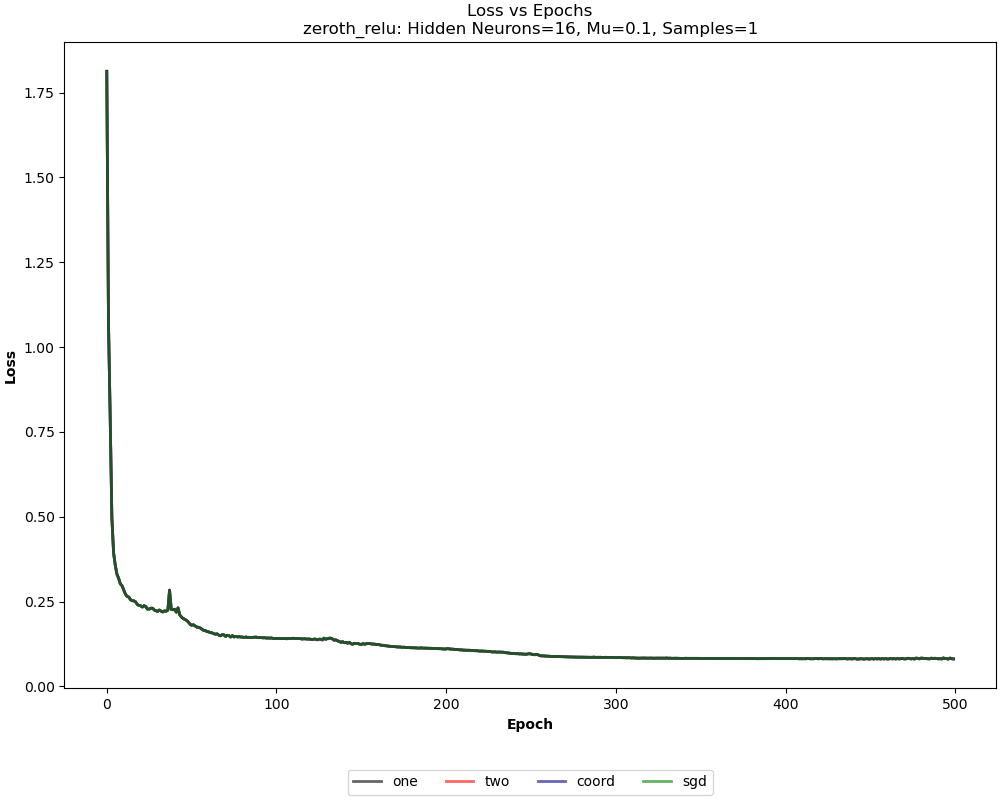 Loss vs Epochs
zeroth_relu: Hidden Neurons=16, Mu=0.1, Samples=1
1.75
1.50
1.25
1.00
0.75
0.50
0.25
0.00
Loss
0 100 200 300 400 500
Epoch
one two coord sgd